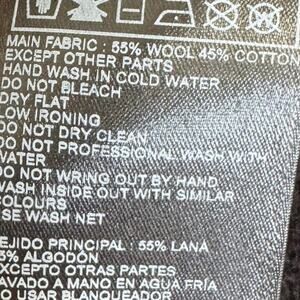 MAIN FABRIC : 55% WOOL 45% COTTON
EXCEPT OTHER PARTS
HAND WASH IN COLD WATER
DO NOT BLEACH
DRY FLAT
LOW IRONING
DO NOT DRY CLEAN
DO NOT PROFESSIONAL WASH WITH
WATER
DO NOT WRING OUT BY HAND
WASH INSIDE OUT WITH SIMILAR
COLOURS
USE WASH NET
TEJIDO PRINCIPAL : 55% LANA
45% ALGODÓN
EXCEPTO OTRAS PARTES
LAVADO A MANO EN AGUA FRÍA
NO USAR BLANQUEADOR